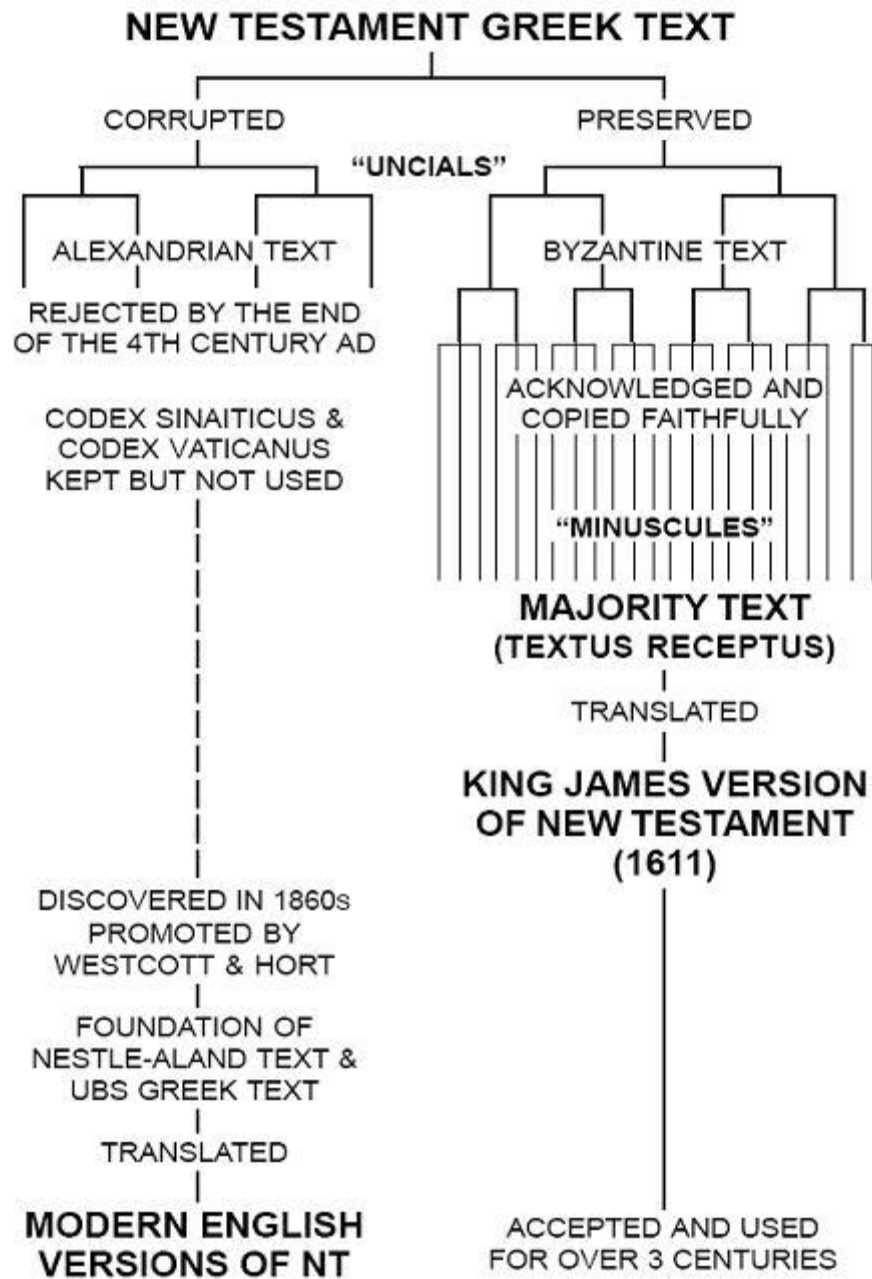 NEW TESTAMENT GREEK TEXT
CORRUPTED
PRESERVED
“UNCIALS”
ALEXANDRIAN TEXT
REJECTED BY THE END
OF THE 4TH CENTURY AD
CODEX SINAITICUS &
CODEX VATICANUS
KEPT BUT NOT USED
DISCOVERED IN 1860s
PROMOTED BY
WESTCOTT & HORT
FOUNDATION OF
NESTLE-ALAND TEXT &
UBS GREEK TEXT
TRANSLATED
MODERN ENGLISH
VERSIONS OF NT
BYZANTINE TEXT
ACKNOWLEDGED AND
COPIED FAITHFULLY
“MINUSCULES”
MAJORITY TEXT
(TEXTUS RECEPTUS)
TRANSLATED
KING JAMES VERSION
OF NEW TESTAMENT
(1611)
ACCEPTED AND USED
FOR OVER 3 CENTURIES